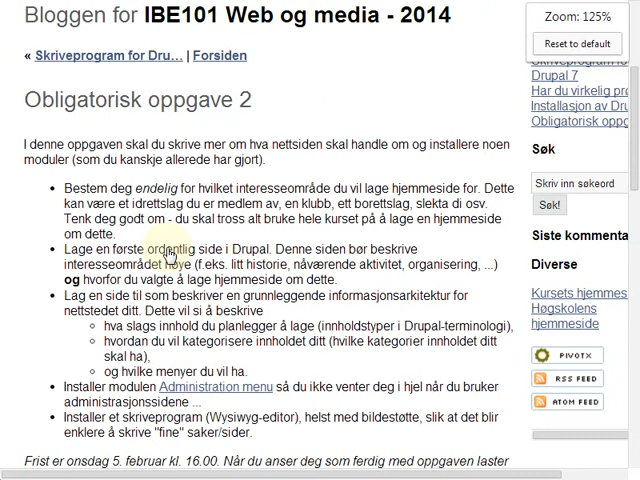 Bloggen for IBE101 Web og media - 2014
« Skriveprogram for Dru… | Forsiden
Obligatorisk oppgave 2
I denne oppgaven skal du skrive mer om hva nettsiden skal handle om og installere noen
moduler (som du kanskje allerede har gjort).
Bestem deg endelig for hvilket interesseområde du vil lage hjemmeside for. Dette
kan være et idrettslag du er medlem av, en klubb, ett borettslag, slekta di osv.
Tenk deg godt om - du skal tross alt bruke hele kurset på å lage en hjemmeside
om dette.
Lage en første ordentlig side i Drupal. Denne siden bør beskrive
interesseområdet nøye (f.eks. litt historie, nåværende aktivitet, organisering, ...)
og hvorfor du valgte å lage hjemmeside om dette.
Lag en side til som beskriver en grunnleggende informasjonsarkitektur for
nettstedet ditt. Dette vil si å beskrive
hva slags innhold du planlegger å lage (innholdstyper i Drupal-terminologi),
hvordan du vil kategorisere innholdet ditt (hvilke kategorier innholdet ditt
skal ha),
og hvilke menyer du vil ha.
Installer modulen Administration menu så du ikke venter deg i hjel når du bruker
administrasjonssidene ...
Installer et skriveprogram (Wysiwyg-editor), helst med bildestøtte, slik at det blir
enklere å skrive "fine" saker/sider.
Frist er onsdag 5. februar kl. 16.00. Når du anser deg som ferdig med oppgaven laster
Zoom: 125%
Reset to default
Skriveprogram fo
Drupal 7
Har du virkelig pr
Installasjon av Dru
Obligatorisk oppg
Søk
Skriv inn søkeord
Søk!
Siste kommenta
Diverse
Kursets hjemmes
Høgskolens
hjemmeside
PIVOTX
RSS FEED
ATOM FEED